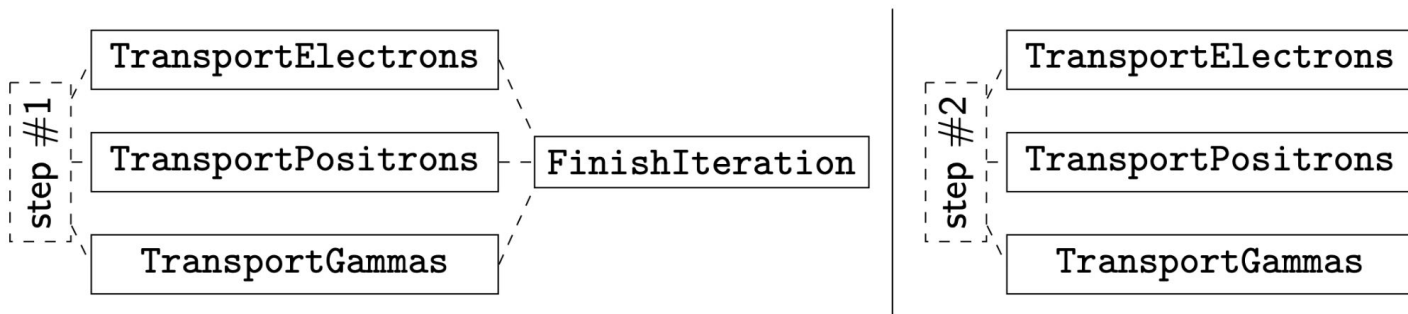 step #1
TransportElectrons
TransportPositrons
TransportGammas
FinishIteration
step #2
TransportElectrons
TransportPositrons
TransportGammas